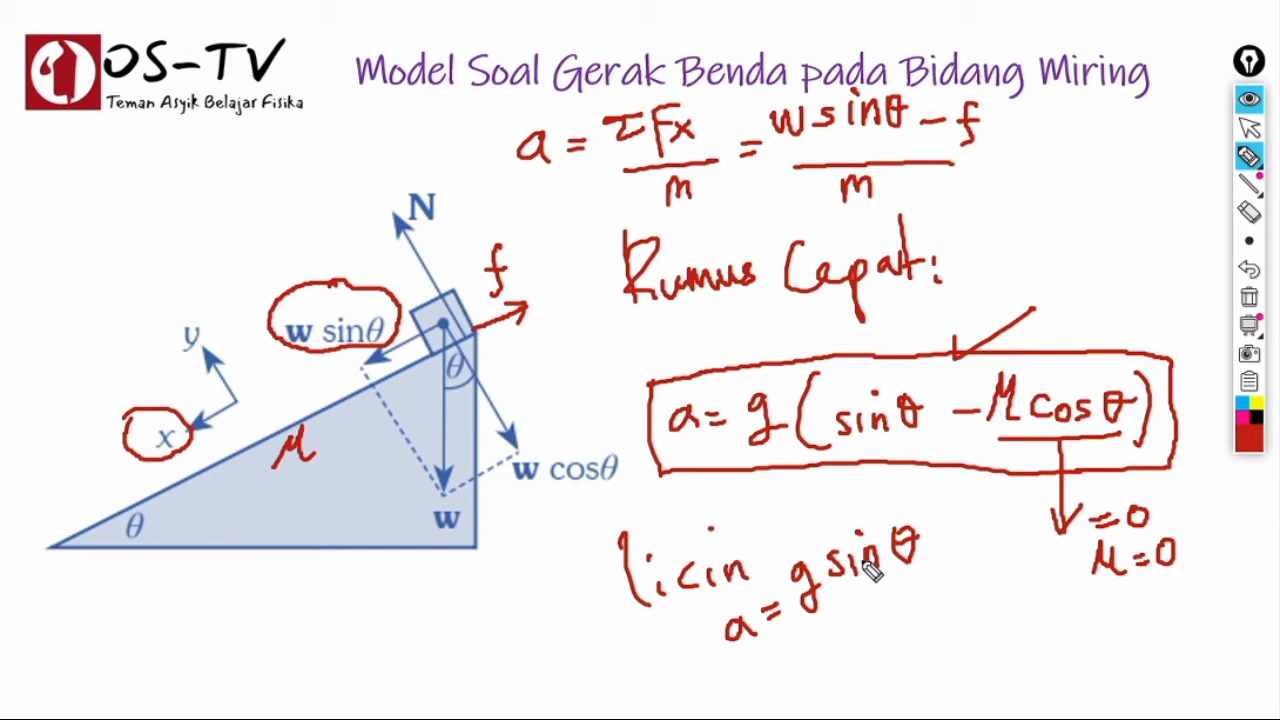 OS-TV
Teman Asyik Belajar Fisika
Model Soal Gerak Benda pada Bidang Miring
a = ΣFx / m = w sinθ - f / m
Rumus Cepat:
a = g (sinθ - μ cosθ)
= 0
μ = 0
licin
a = g sinθ
N
f
w sinθ
y
x
θ
μ
w cosθ
w
θ